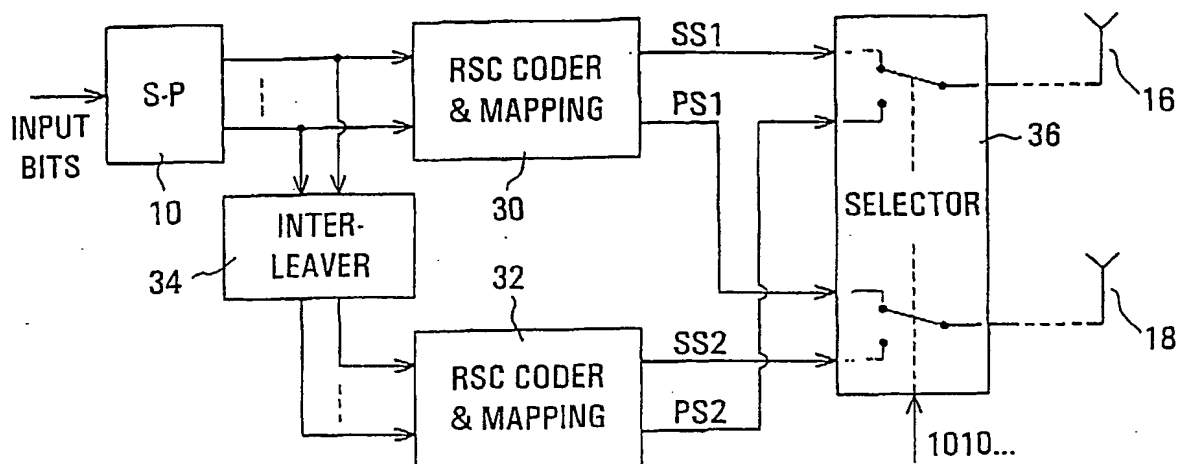 S-P
INPUT
BITS
10
RSC CODER
& MAPPING
30
SS1
PS1
16
36
SELECTOR
INTER-
LEAVER
34
32
RSC CODER
& MAPPING
SS2
PS2
18
1010...